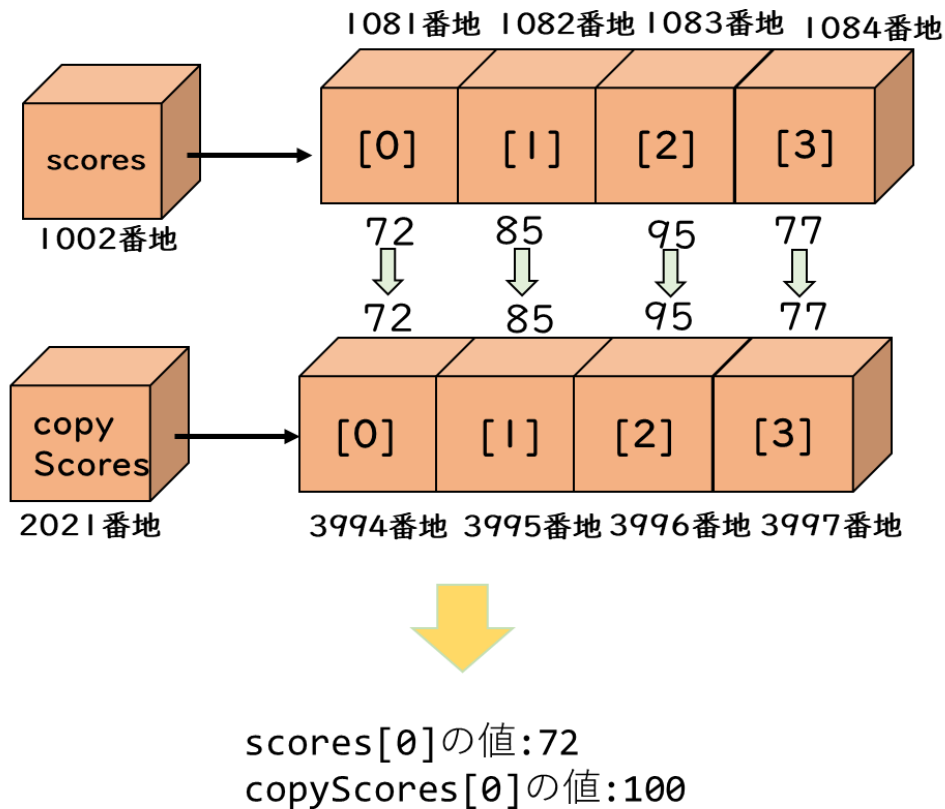 1081番地 1082番地 1083番地 1084番地
scores
[0] [1] [2] [3]
1002番地
72 85 95 77
72 85 95 77
copy
Scores
[0] [1] [2] [3]
2021番地
3994番地 3995番地 3996番地 3997番地
scores[0]の値:72
copyScores[0]の値:100